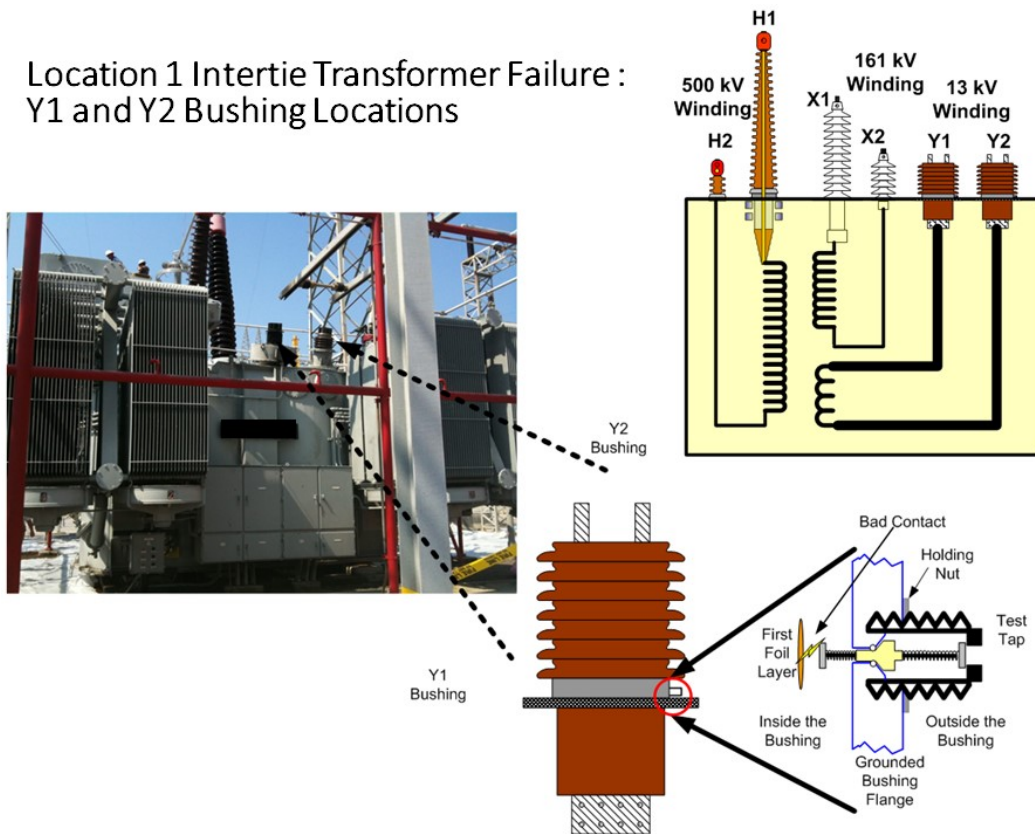 Location 1 Intertie Transformer Failure :
Y1 and Y2 Bushing Locations
H1
500 kV
Winding
H2
161 kV
Winding
X1
X2
13 kV
Winding
Y1
Y2
Y2
Bushing
Y1
Bushing
Bad Contact
Holding
Nut
First
Foil
Layer
Test
Tap
Inside the
Bushing
Outside the
Bushing
Grounded
Bushing
Flange